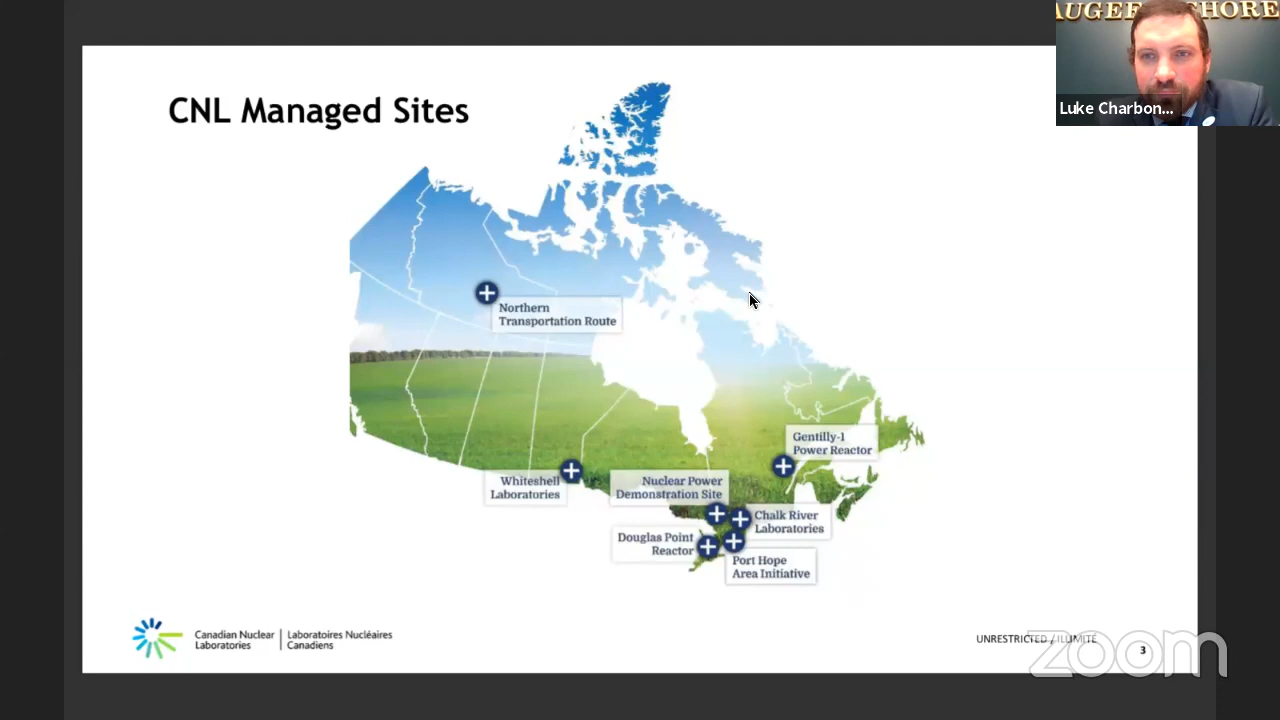 AUGEE SHORE
Luke Charbon...
CNL Managed Sites
Northern
Transportation Route
Gentilly-1
Power Reactor
Whiteshell
Laboratories
Nuclear Power
Demonstration Site
Chalk River
Laboratories
Douglas Point
Reactor
Port Hope
Area Initiative
Canadian Nuclear
Laboratories
Laboratoires Nucléaires
Canadiens
UNRESTRICTED / ILLIMITÉ
3
zoom